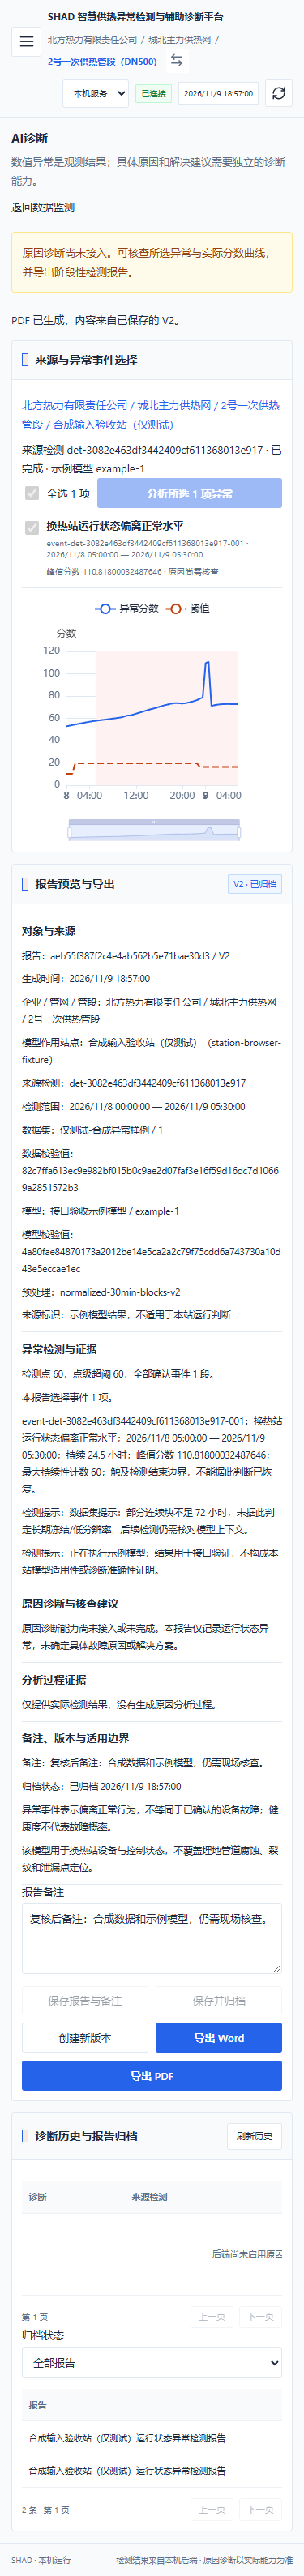 SHAD 智慧供热异常检测与辅助诊断平台
北方热力有限责任公司 / 城北主力供热网 /
2号一次供热管段（DN500）
本机服务
已连接
2026/11/9 18:57:00
AI诊断
数值异常是观测结果；具体原因和解决建议需要独立的诊断
能力。
返回数据监测
原因诊断尚未接入。可核查所选异常与实际分数曲线，
并导出阶段性检测报告。
PDF 已生成，内容来自已保存的 V2。
来源与异常事件选择
北方热力有限责任公司 / 城北主力供热网 / 2号一次供热
管段 / 合成输入验收站（仅测试）
来源检测 det-3082e463df3442409cf611368013e917 · 已
完成 · 示例模型 example-1
全选 1 项
分析所选 1 项异常
换热站运行状态偏离正常水平
event-det-3082e463df3442409cf611368013e917-001 ·
2026/11/8 05:00:00 — 2026/11/9 05:30:00
峰值分数 110.81800032487646 · 原因尚需核查
异常分数
阈值
分数
120
100
80
60
40
20
0
8 04:00 12:00 20:00 9 04:00
报告预览与导出
V2 · 已归档
对象与来源
报告：aeb55f387f2c4e4ab562b5e71bae30d3 / V2
生成时间：2026/11/9 18:57:00
企业 / 管网 / 管段：北方热力有限责任公司 / 城北主力供热网
/ 2号一次供热管段
模型作用站点：合成输入验收站（仅测试）（station-browser-
fixture）
来源检测：det-3082e463df3442409cf611368013e917
检测范围：2026/11/8 00:00:00 — 2026/11/9 05:30:00
数据集：仅测试-合成异常样例 / 1
数据校验值：
82c7ffa613ec9e982bf015b0c9ae2d07faf3e16f59d16dc7d1066
9a2851572b3
模型：接口验收示例模型 / example-1
模型校验值：
4a80fae84870173a2012be14e5ca2a2c79f75cdd6a743730a10d
43e5eccae1ec
预处理：normalized-30min-blocks-v2
来源标识：示例模型结果，不适用于本站运行判断
异常检测与证据
检测点 60，点级超阈 60，全部确认事件 1 段。
本报告选择事件 1 项。
event-det-3082e463df3442409cf611368013e917-001：换热站
运行状态偏离正常水平；2026/11/8 05:00:00 — 2026/11/9
05:30:00；持续 24.5 小时；峰值分数 110.81800032487646；
最大持续性计数 60；触及检测结束边界，不能据此判断已恢
复。
检测提示：数据集提示：部分连续块不足 72 小时，未据此判
定长期冻结/低分辨率，后续检测仍需核对模型上下文。
检测提示：正在执行示例模型；结果用于接口验证，不构成本
站模型适用性或诊断准确性证明。
原因诊断与核查建议
原因诊断能力尚未接入或未完成。本报告仅记录运行状态异
常，未确定具体故障原因或解决方案。
分析过程证据
仅提供实际检测结果，没有生成原因分析过程。
备注、版本与适用边界
备注：复核后备注：合成数据和示例模型，仍需现场核查。
归档状态：已归档 2026/11/9 18:57:00
异常事件表示偏离正常行为，不等同于已确认的设备故障；健
康度不代表故障概率。
该模型用于换热站设备与控制状态，不覆盖埋地管道腐蚀、裂
纹和泄漏点定位。
报告备注
复核后备注：合成数据和示例模型，仍需现场核查。
保存报告与备注
保存并归档
创建新版本
导出 Word
导出 PDF
诊断历史与报告归档
刷新历史
诊断 来源检测
后端尚未启用原因
第 1 页
上一页
下一页
归档状态
全部报告
报告
合成输入验收站（仅测试）运行状态异常检测报告
合成输入验收站（仅测试）运行状态异常检测报告
2 条 · 第 1 页
上一页
下一页
SHAD · 本机运行
检测结果来自本机后端 · 原因诊断以实际能力为准